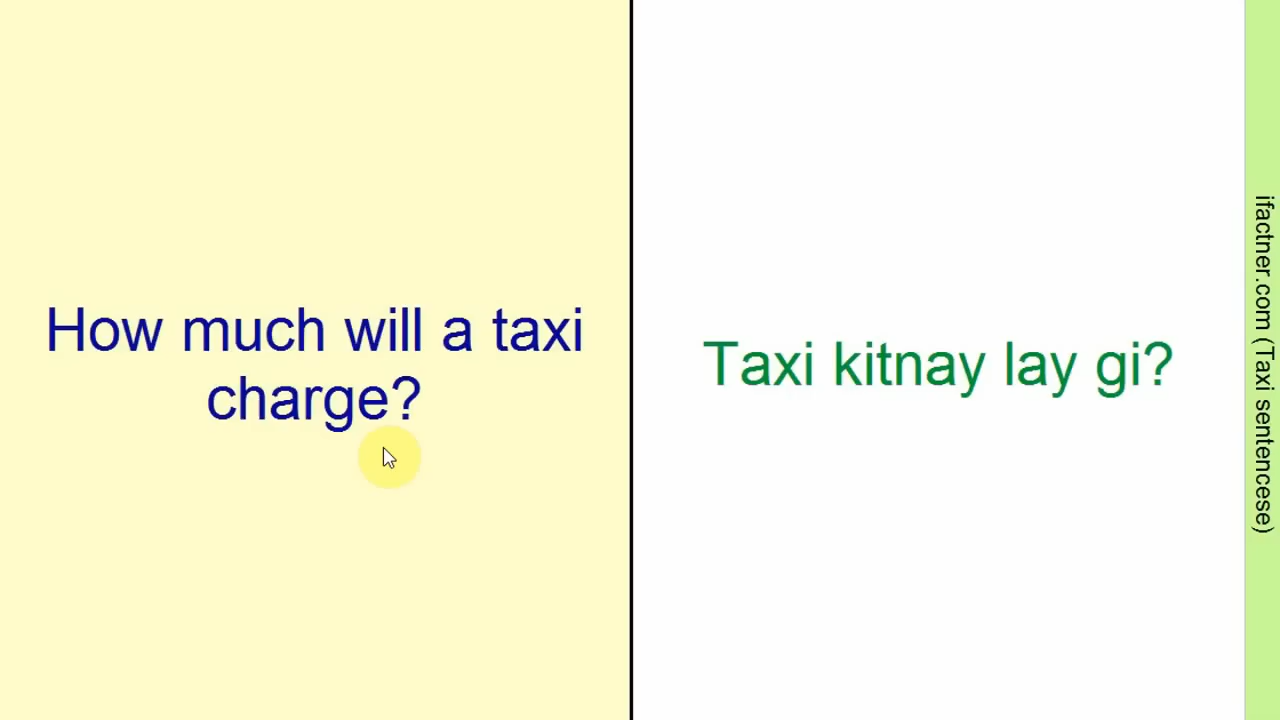 How much will a taxi
charge?
Taxi kitnay lay gi?
ifactner.com (Taxi sentencese)